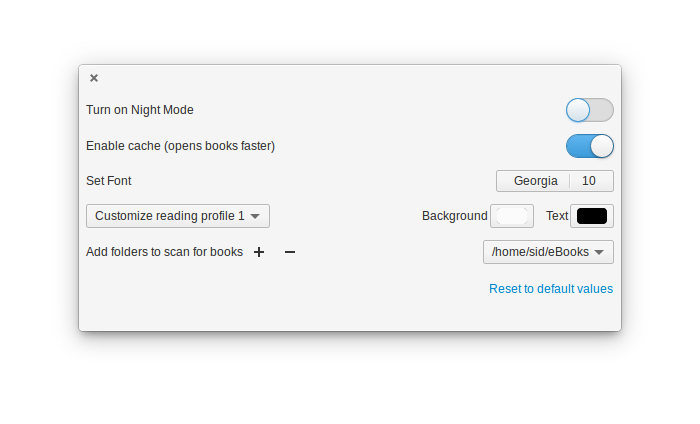 Turn on Night Mode
Enable cache (opens books faster)
Set Font Georgia 10
Customize reading profile 1 Background Text
Add folders to scan for books /home/sid/eBooks
Reset to default values